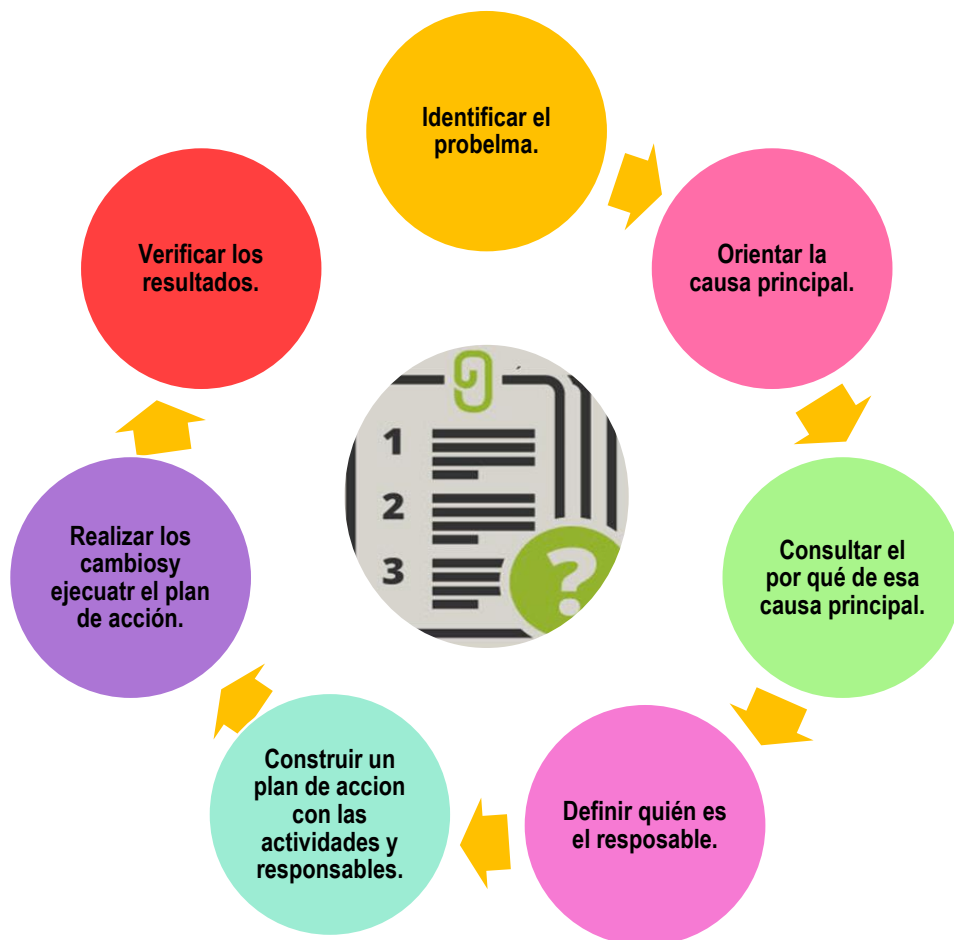 Identificar el
probelma.
Orientar la
causa principal.
Consultar el
por qué de esa
causa principal.
Definir quién es
el resposable.
Construir un
plan de accion
con las
actividades y
responsables.
Realizar los
cambiosy
ejecuatr el plan
de acción.
Verificar los
resultados.
1
2
3
?